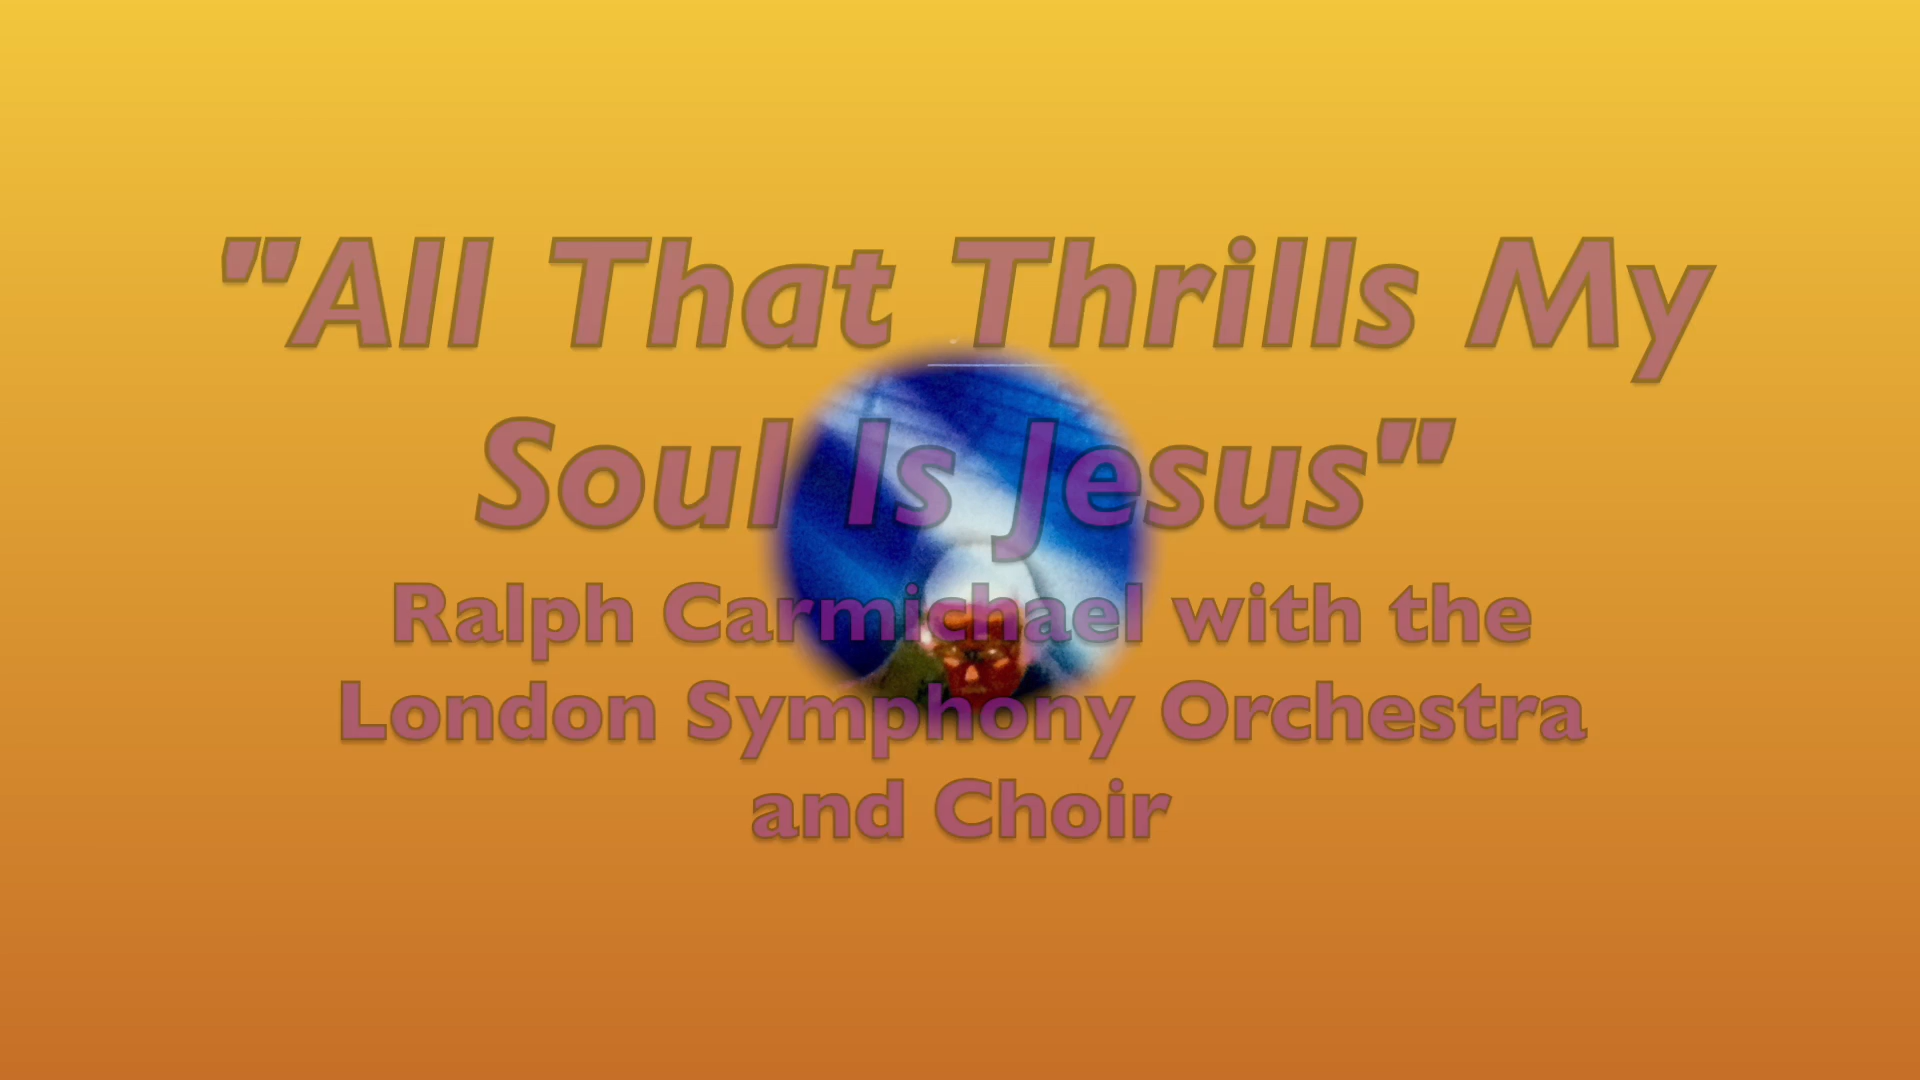 "All That Thrills My
Soul Is Jesus"
Ralph Carmichael with the
London Symphony Orchestra
and Choir